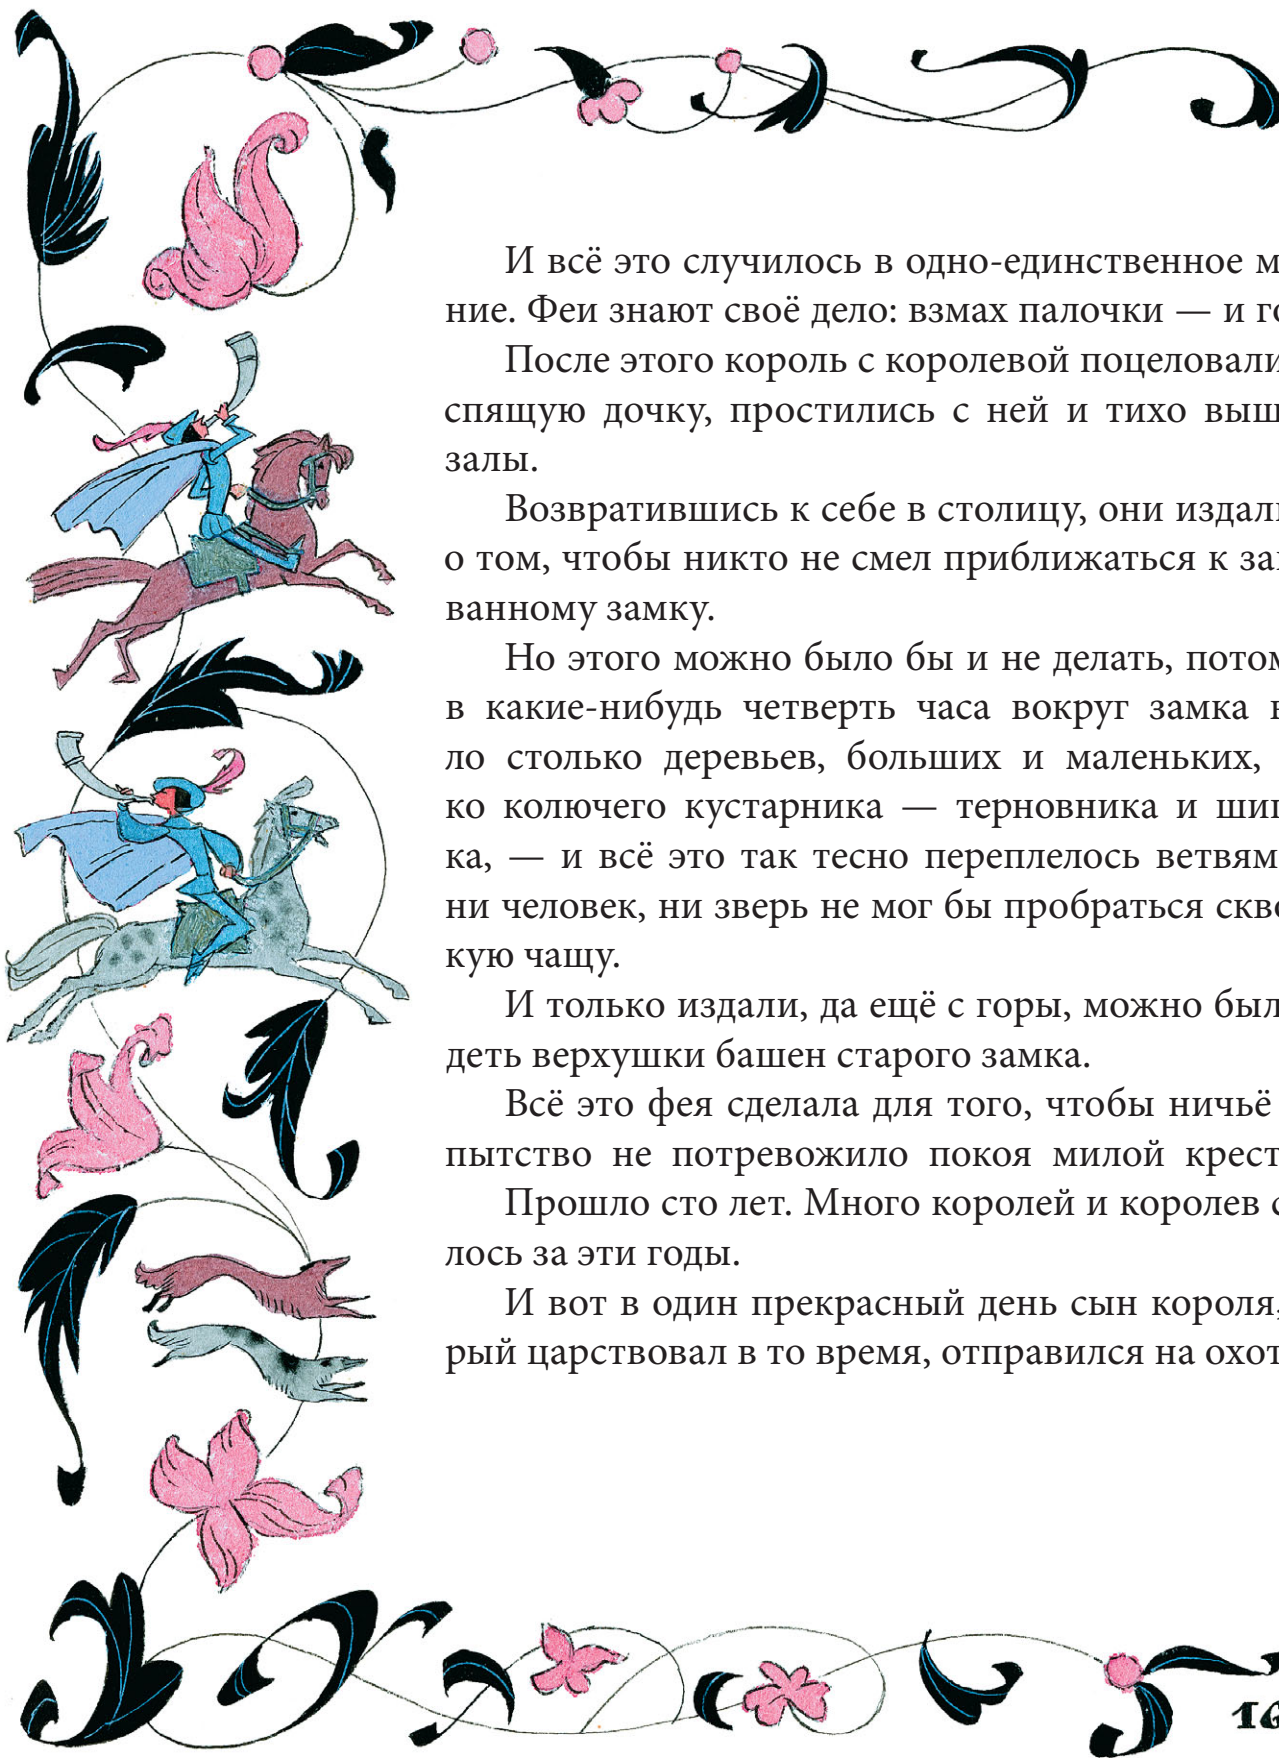 И всё это случилось в одно-единственное м
ние. Феи знают своё дело: взмах палочки — и го
После этого король с королевой поцеловали
спящую дочку, простились с ней и тихо выш
залы.
Возвратившись к себе в столицу, они издали
о том, чтобы никто не смел приближаться к за
ванному замку.
Но этого можно было бы и не делать, потом
в какие-нибудь четверть часа вокруг замка
ло столько деревьев, больших и маленьких,
ко колючего кустарника — терновника и ши
ка, — и всё это так тесно переплелось ветвям
ни человек, ни зверь не мог бы пробраться скво
кую чащу.
И только издали, да ещё с горы, можно был
деть верхушки башен старого замка.
Всё это фея сделала для того, чтобы ничьё
пытство не потревожило покоя милой крест
Прошло сто лет. Много королей и королев с
лось за эти годы.
И вот в один прекрасный день сын короля,
рый царствовал в то время, отправился на охот
16